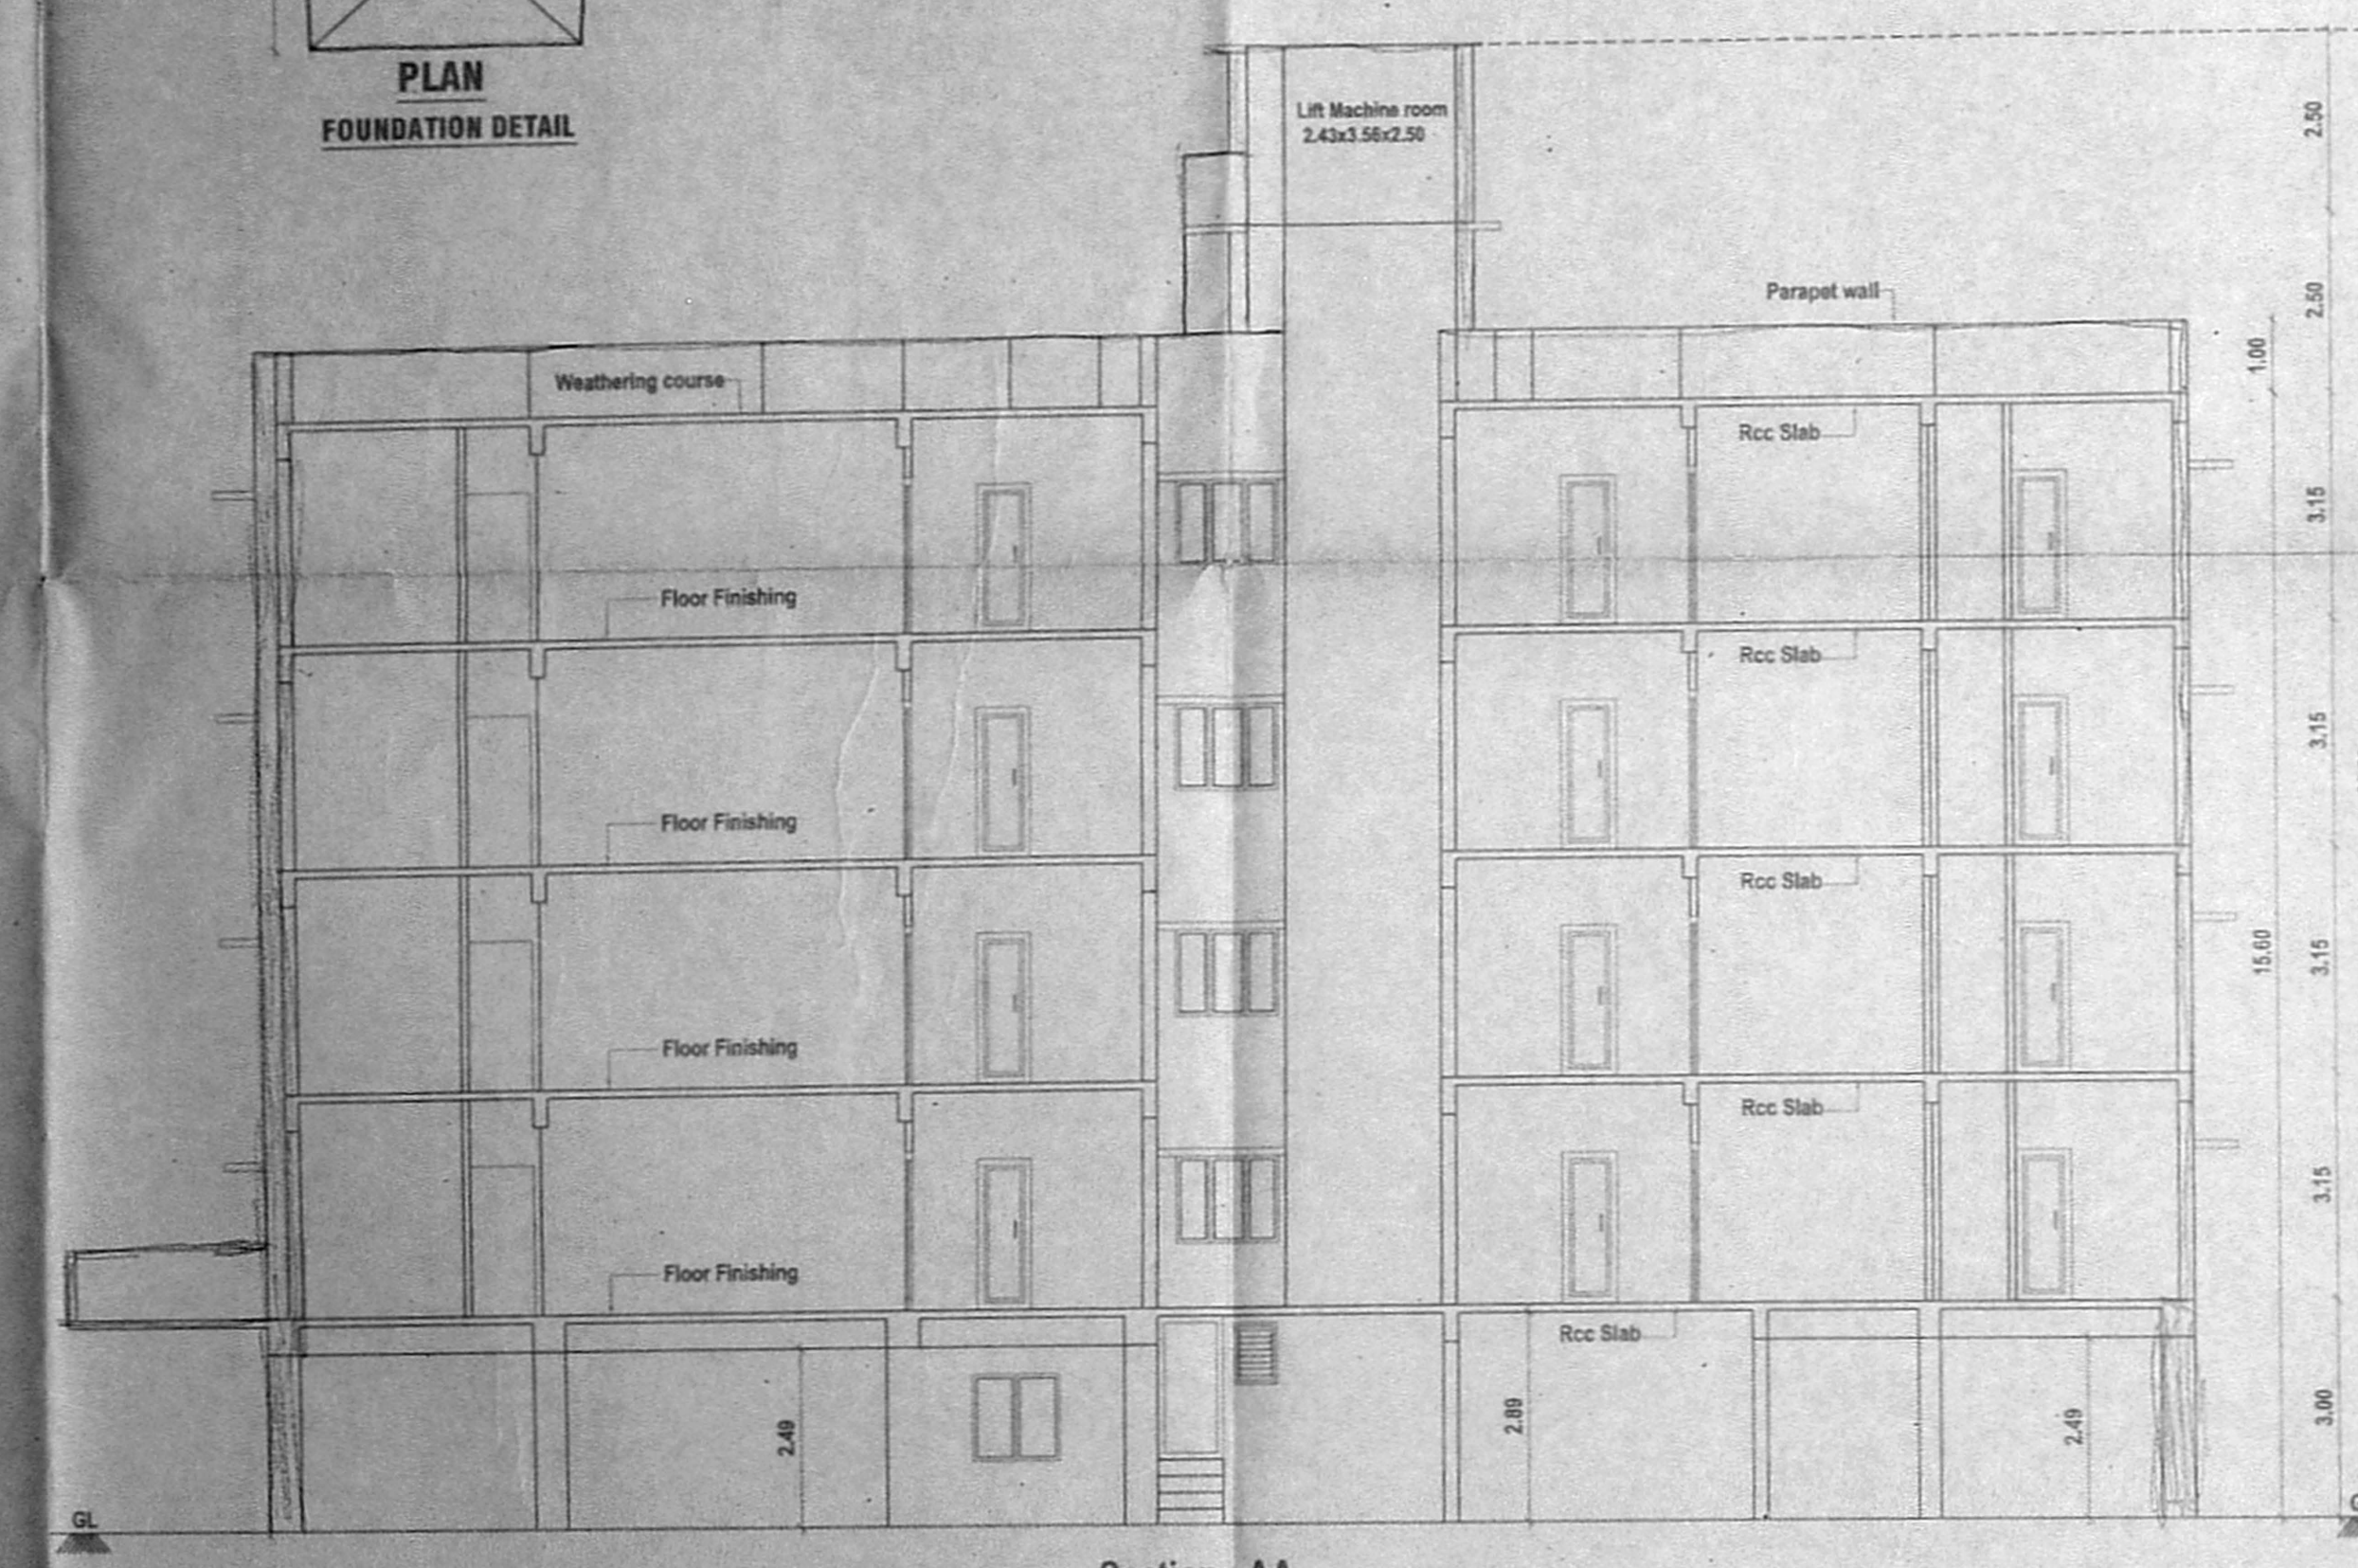 PLAN
FOUNDATION DETAIL
Lift Machine room
2.43x3.56x2.50
2.50
Parapet wall
2.50
1.00
Weathering course
Rcc Slab
3.15
Floor Finishing
Rcc Slab
3.15
Floor Finishing
Rcc Slab
15.60
3.15
Floor Finishing
Rcc Slab
3.15
Floor Finishing
Rcc Slab
2.49
2.89
2.49
3.00
GL